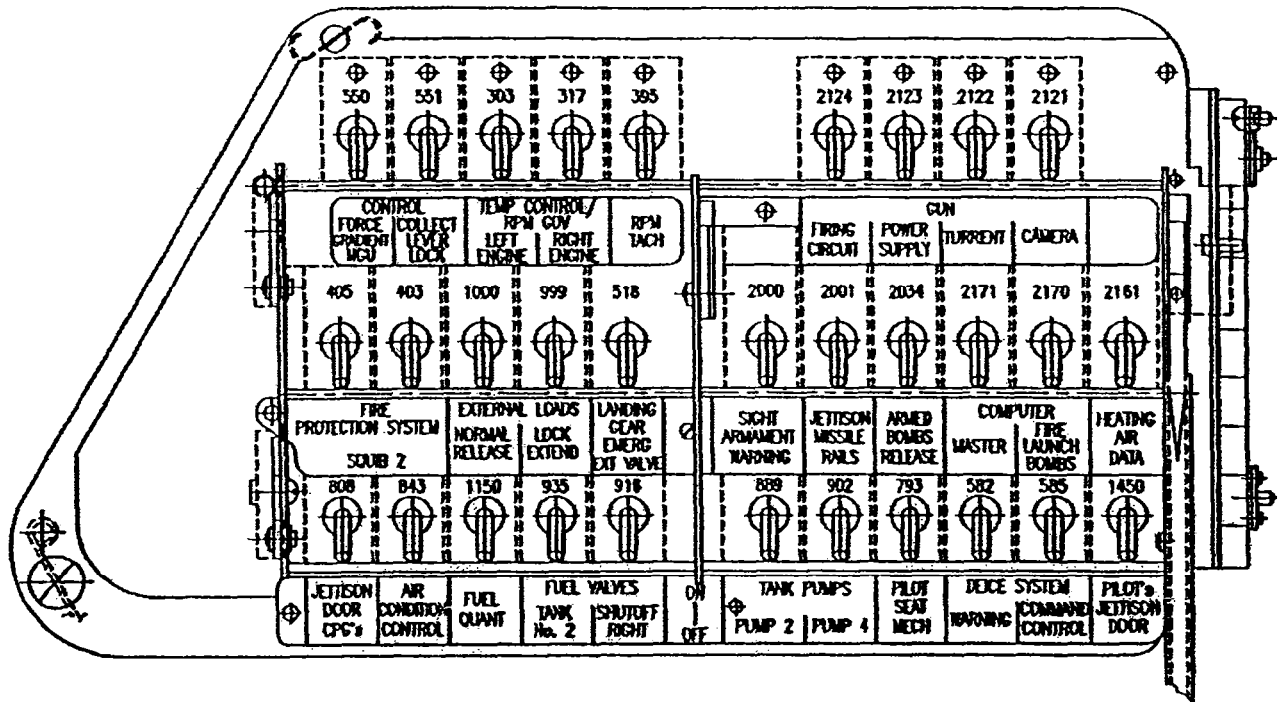 550 551 303 317 395 2124 2123 2122 2121
CONTROL TEMP CONTROL/ GUN
FORCE COLLECT RPM GOV RPM FIRING POWER TURRENT CAMERA
GRADIENT LEVER LEFT RIGHT TACH CIRCUIT SUPPLY
WGU LOCK ENGINE ENGINE
405 403 1000 999 518 2000 2001 2034 2171 2170 2161
FIRE EXTERNAL LOADS LANDING SIGHT JETTISON ARMED COMPUTER HEATING
PROTECTION SYSTEM NORMAL LOCK GEAR ARMAMENT MISSILE BOMBS MASTER FIRE AIR
SQUIB 2 RELEASE EXTEND EMERG WARNING RAILS RELEASE LAUNCH DATA
EXT VALVE BOMBS
808 843 1150 935 916 889 902 793 582 585 1450
JETTISON AIR FUEL FUEL VALVES ON TANK PUMPS PILOT DEICE SYSTEM PILOT's
DOOR CONDITION QUANT TANK SHUTOFF PUMP 2 PUMP 4 SEAT WARNING COMMAND JETTISON
CPG's CONTROL No. 2 RIGHT OFF MECH CONTROL DOOR